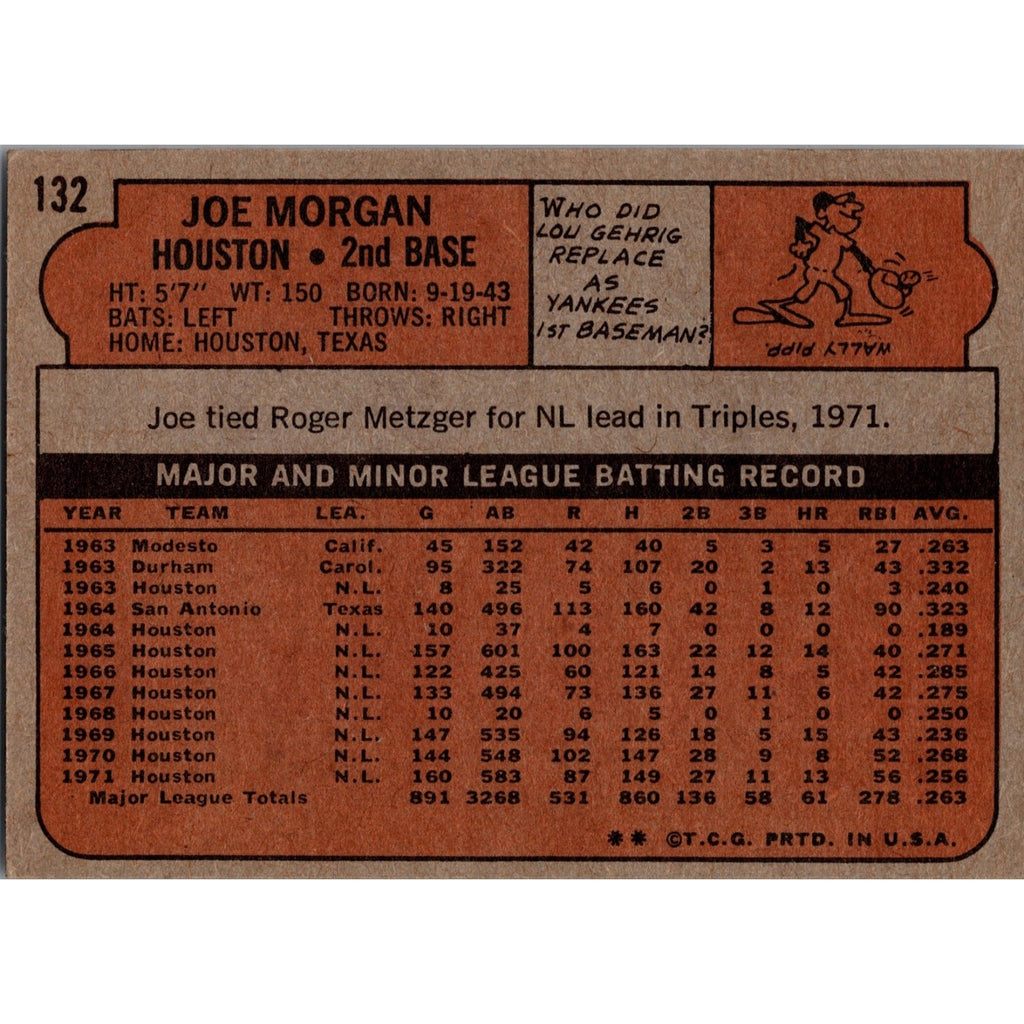 132
JOE MORGAN
HOUSTON • 2nd BASE
HT: 5'7" WT: 150 BORN: 9-19-43
BATS: LEFT THROWS: RIGHT
HOME: HOUSTON, TEXAS
WHO DID
LOU GEHRIG
REPLACE
AS
YANKEES'
1ST BASEMAN?
WALLY PIPP.
Joe tied Roger Metzger for NL lead in Triples, 1971.
MAJOR AND MINOR LEAGUE BATTING RECORD
YEAR TEAM LEA. G AB R H 2B 3B HR RBI AVG.
1963 Modesto Calif. 45 152 42 40 5 3 5 27 .263
1963 Durham Carol. 95 322 74 107 20 2 13 43 .332
1963 Houston N.L. 8 25 5 6 0 1 0 3 .240
1964 San Antonio Texas 140 496 113 160 42 8 12 90 .323
1964 Houston N.L. 10 37 4 7 0 0 0 0 .189
1965 Houston N.L. 157 601 100 163 22 12 14 40 .271
1966 Houston N.L. 122 425 60 121 14 8 5 42 .285
1967 Houston N.L. 133 494 73 136 27 11 6 42 .275
1968 Houston N.L. 10 20 6 5 0 1 0 0 .250
1969 Houston N.L. 147 535 94 126 18 5 15 43 .236
1970 Houston N.L. 144 548 102 147 28 9 8 52 .268
1971 Houston N.L. 160 583 87 149 27 11 13 56 .256
Major League Totals 891 3268 531 860 136 58 61 278 .263
** ©T.C.G. PRTD. IN U.S.A.